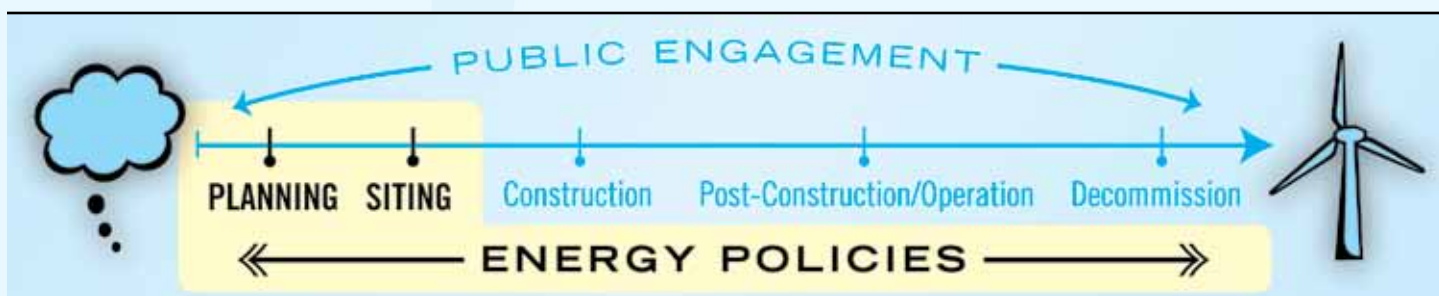 PUBLIC ENGAGEMENT
PLANNING SITING Construction Post-Construction/Operation Decommission
ENERGY POLICIES